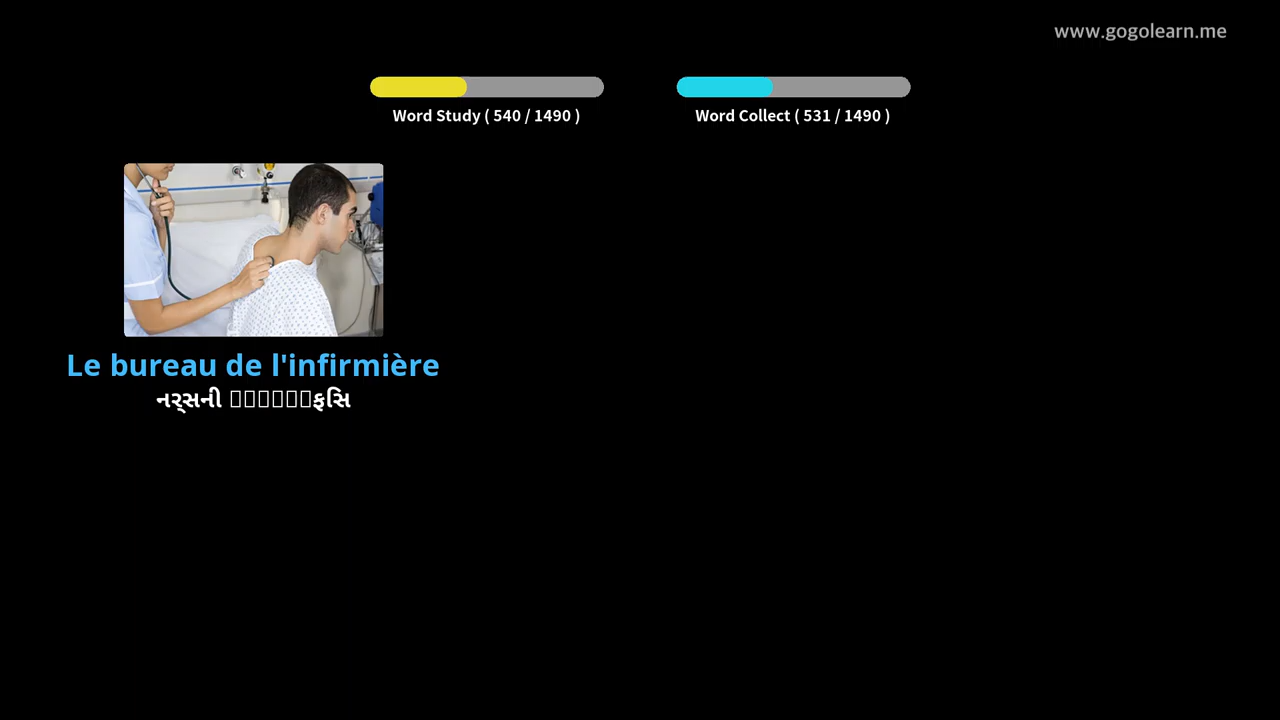 www.gogolearn.me
Word Study ( 540 / 1490 )
Word Collect ( 531 / 1490 )
Le bureau de l'infirmière
નર્સની